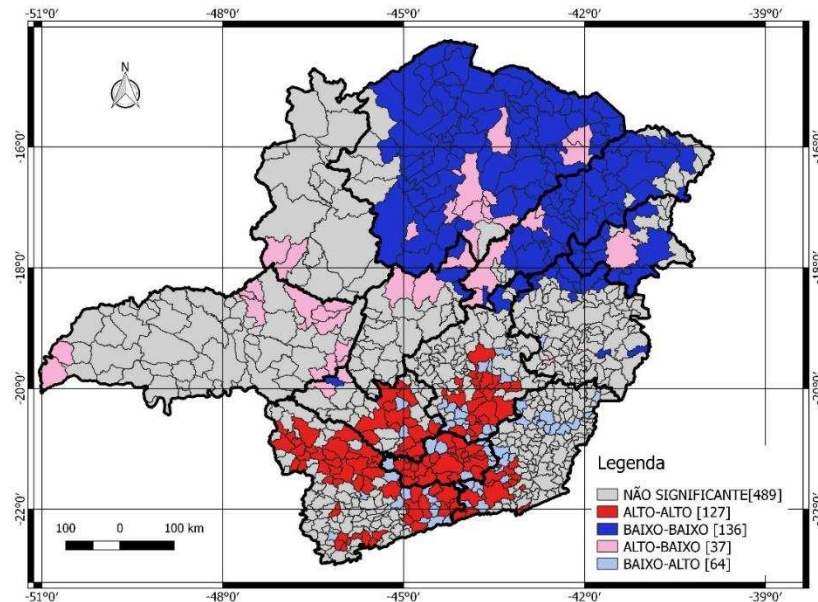 -51°0' -48°0' -45°0' -42°0' -39°0'
N
-16°0' -16°0'
-18°0' -18°0'
-20°0' -20°0'
-22°0' -22°0'
100 0 100 km
Legenda
NÃO SIGNIFICANTE[489]
ALTO-ALTO [127]
BAIXO-BAIXO [136]
ALTO-BAIXO [37]
BAIXO-ALTO [64]
-51°0' -48°0' -45°0' -42°0' -39°0'